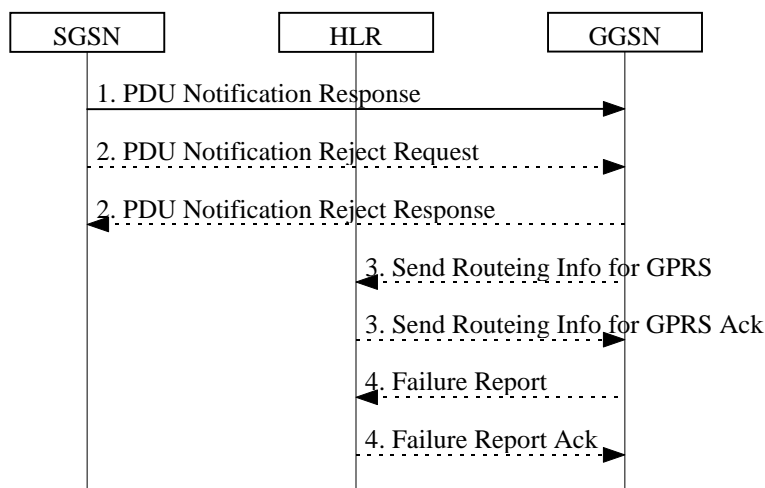 SGSN HLR GGSN
1. PDU Notification Response
2. PDU Notification Reject Request
2. PDU Notification Reject Response
3. Send Routeing Info for GPRS
3. Send Routeing Info for GPRS Ack
4. Failure Report
4. Failure Report Ack